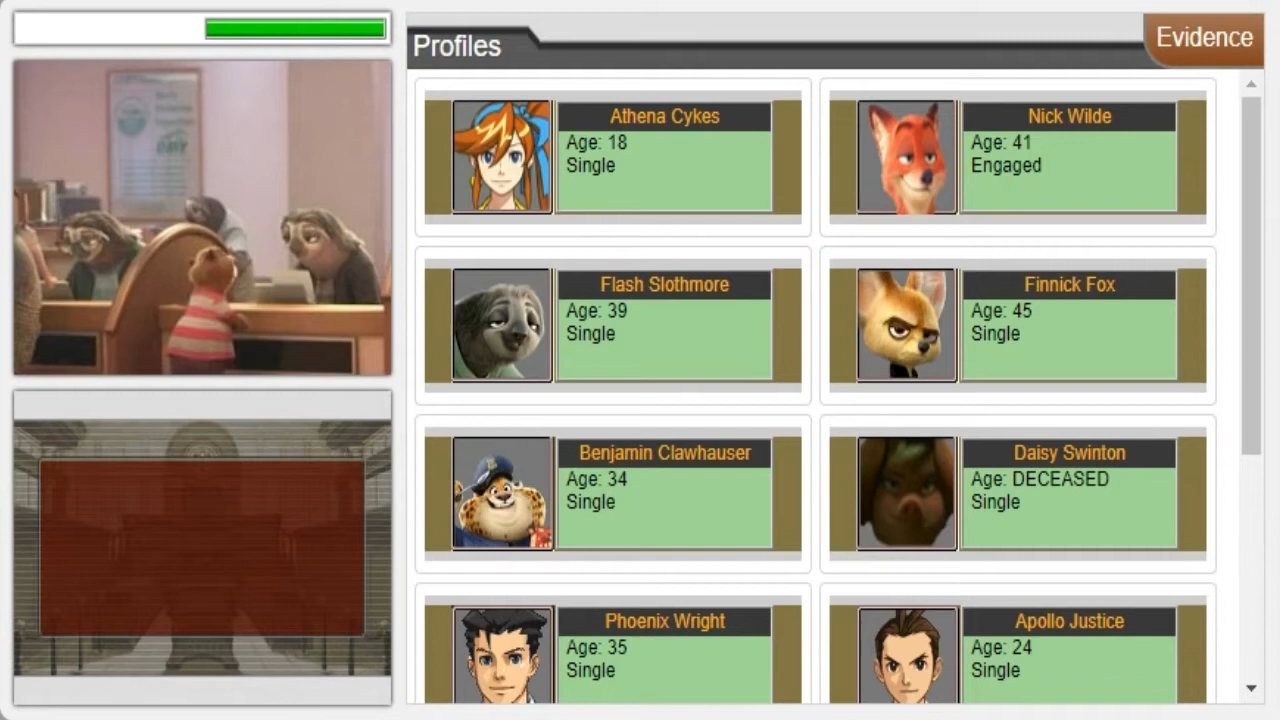 Profiles
Evidence
Athena Cykes
Age: 18
Single
Nick Wilde
Age: 41
Engaged
Flash Slothmore
Age: 39
Single
Finnick Fox
Age: 45
Single
Benjamin Clawhauser
Age: 34
Single
Daisy Swinton
Age: DECEASED
Single
Phoenix Wright
Age: 35
Single
Apollo Justice
Age: 24
Single